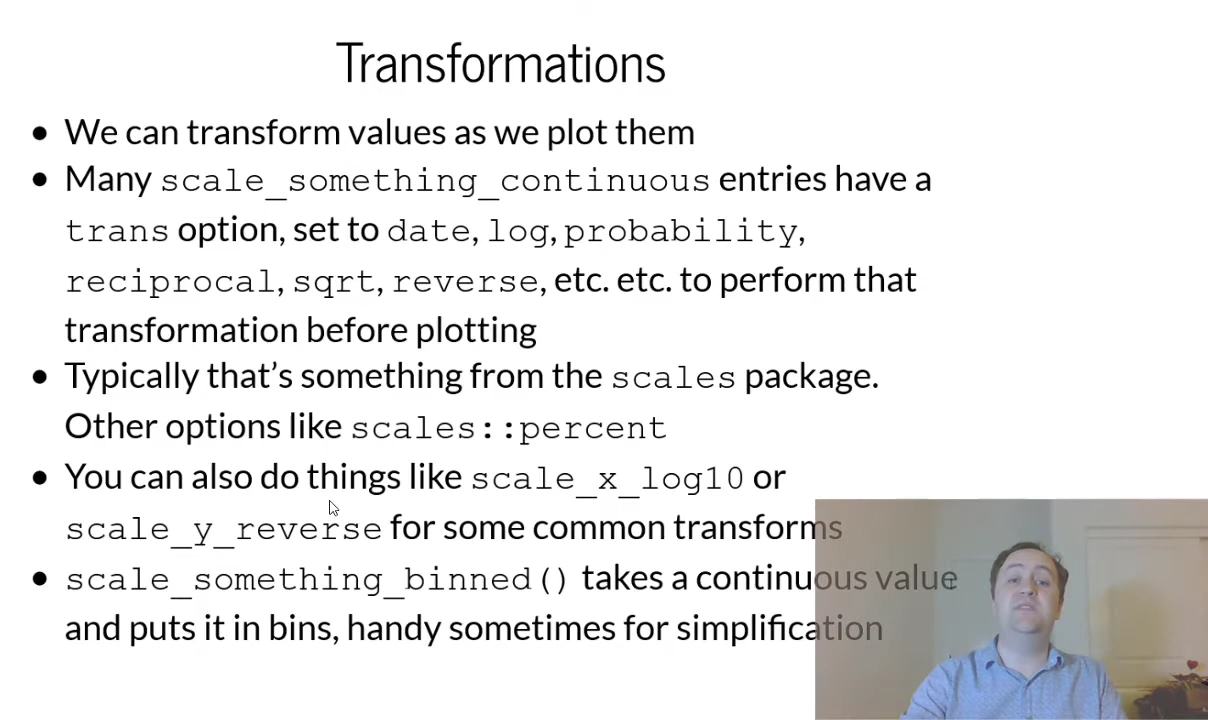 Transformations
• We can transform values as we plot them
• Many scale_something_continuous entries have a
trans option, set to date, log, probability,
reciprocal, sqrt, reverse, etc. etc. to perform that
transformation before plotting
• Typically that’s something from the scales package.
Other options like scales::percent
• You can also do things like scale_x_log10 or
scale_y_reverse for some common transforms
• scale_something_binned() takes a continuous value
and puts it in bins, handy sometimes for simplification